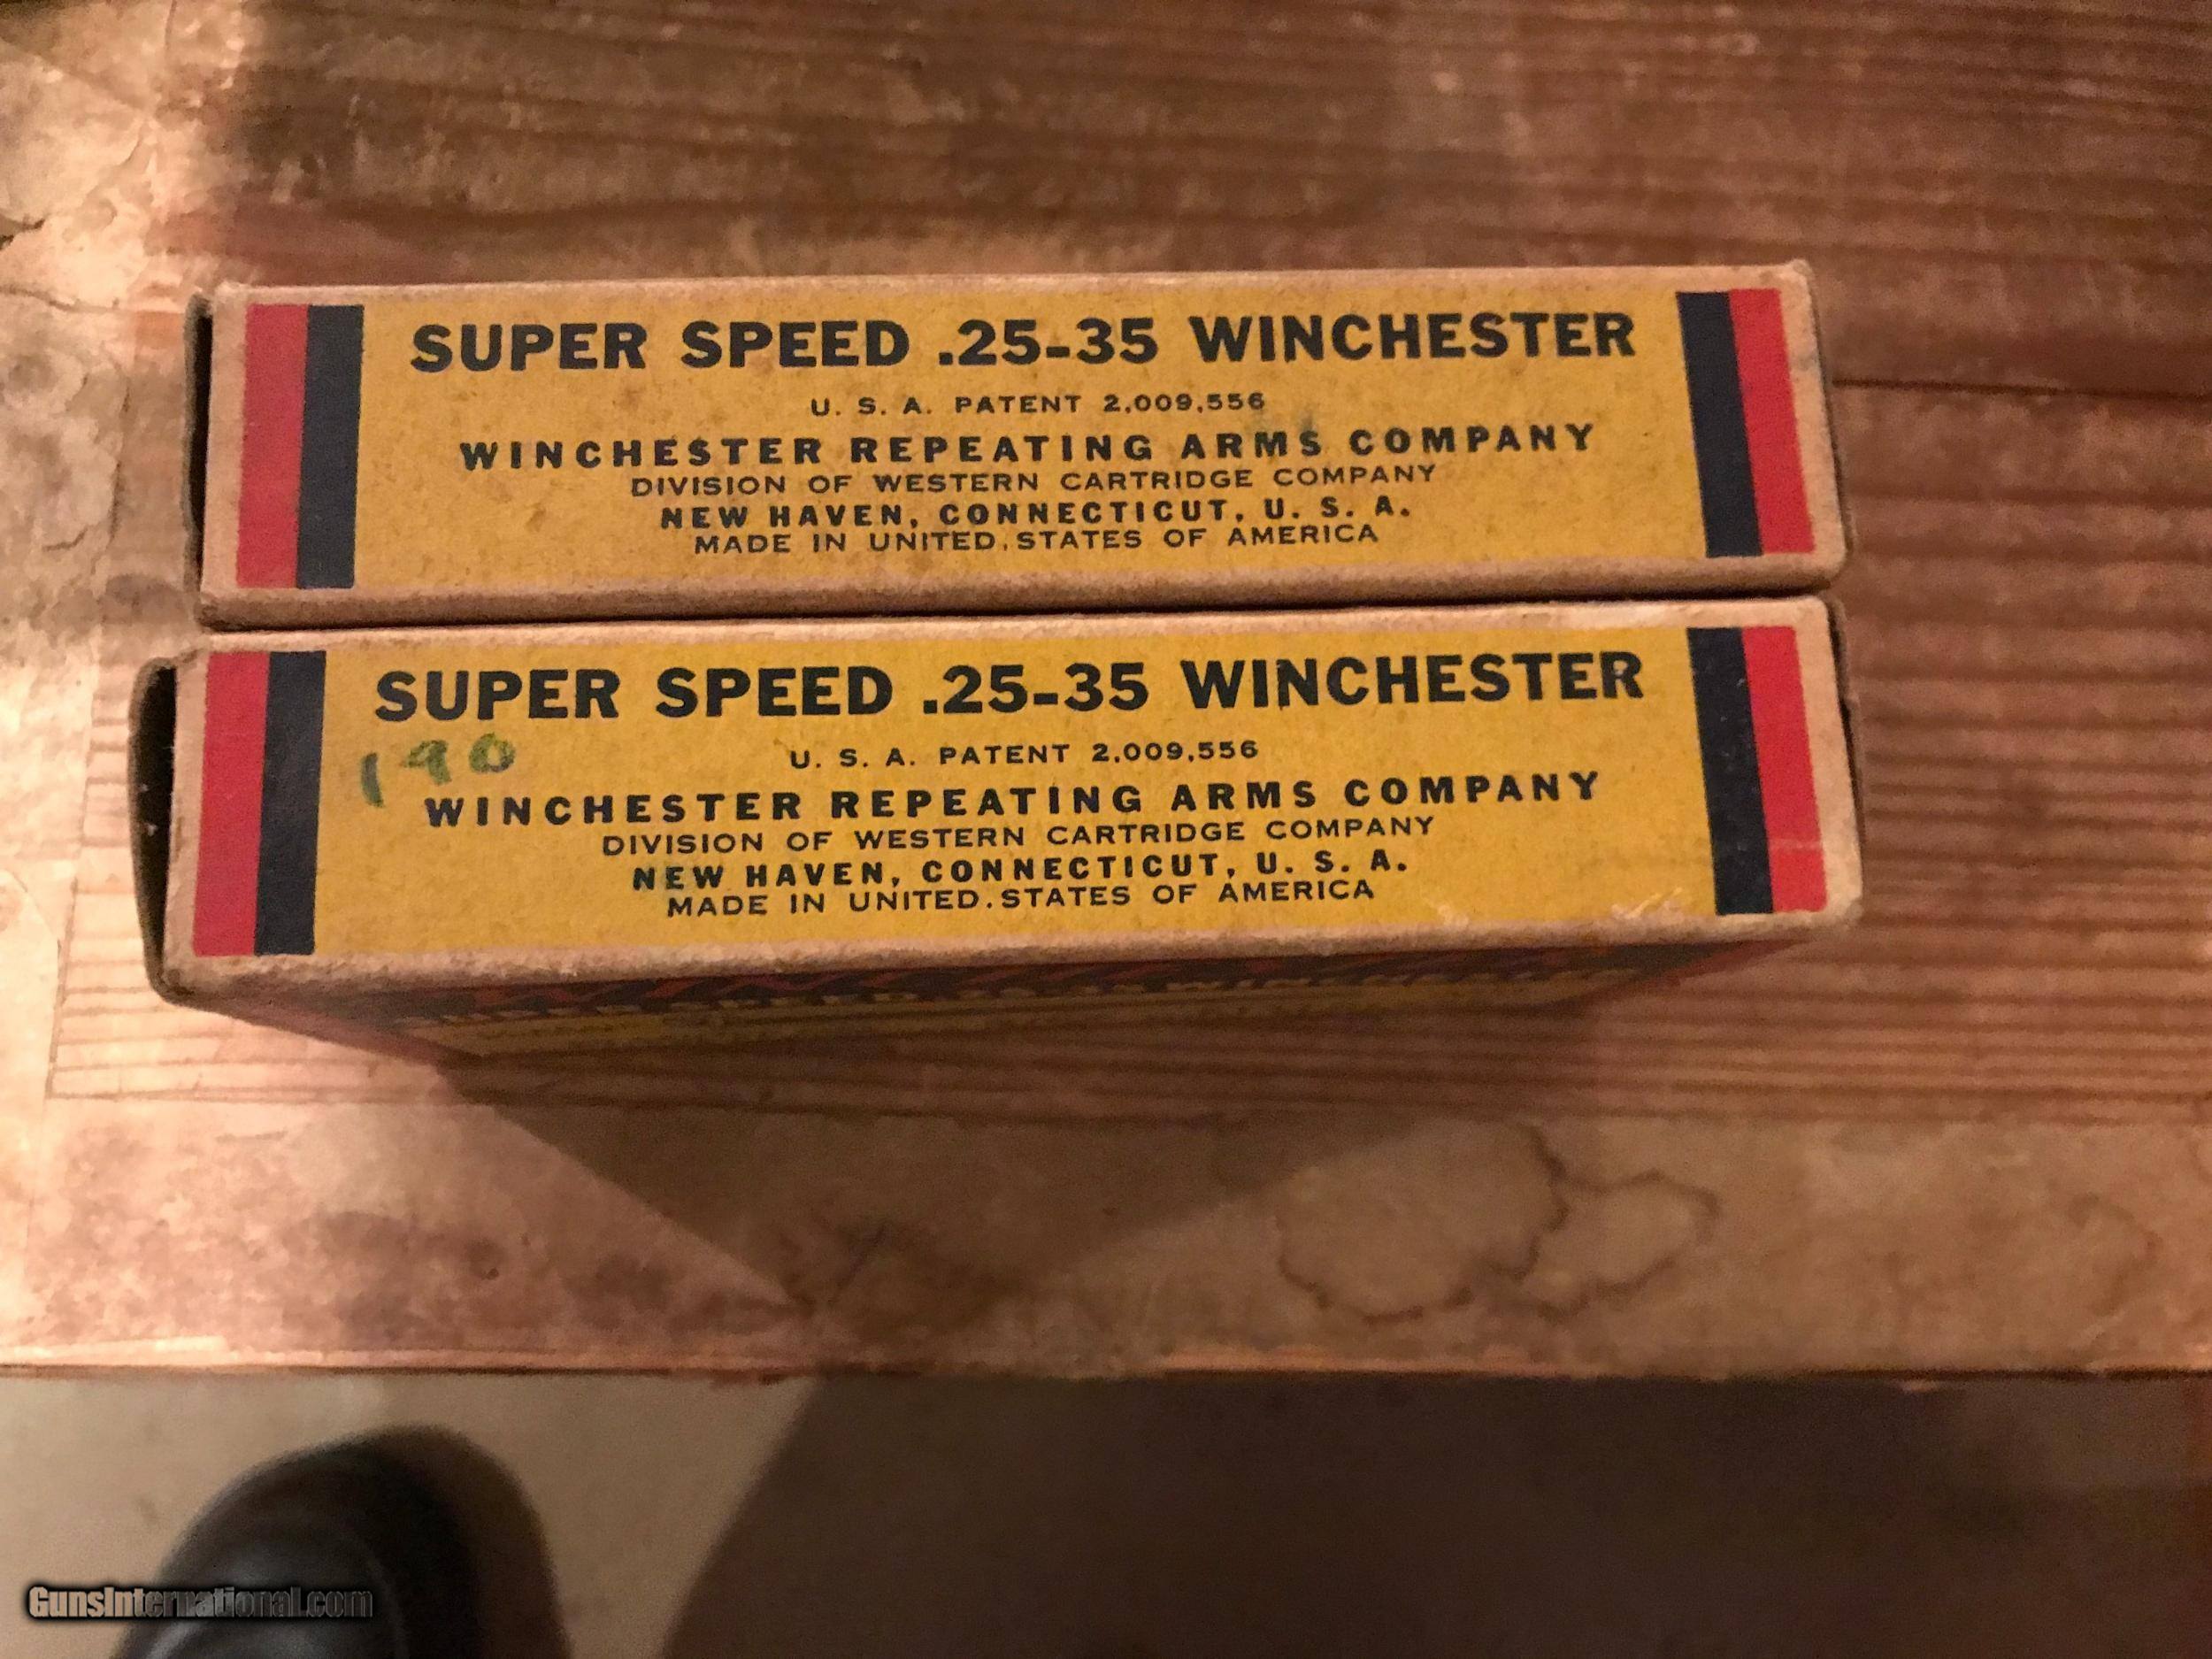 SUPER SPEED .25-35 WINCHESTER
U. S. A. PATENT 2,009,556
WINCHESTER REPEATING ARMS COMPANY
DIVISION OF WESTERN CARTRIDGE COMPANY
NEW HAVEN, CONNECTICUT, U. S. A.
MADE IN UNITED.STATES OF AMERICA
SUPER SPEED .25-35 WINCHESTER
190
U. S. A. PATENT 2,009,556
WINCHESTER REPEATING ARMS COMPANY
DIVISION OF WESTERN CARTRIDGE COMPANY
NEW HAVEN, CONNECTICUT, U. S. A.
MADE IN UNITED.STATES OF AMERICA
GunsInternational.com